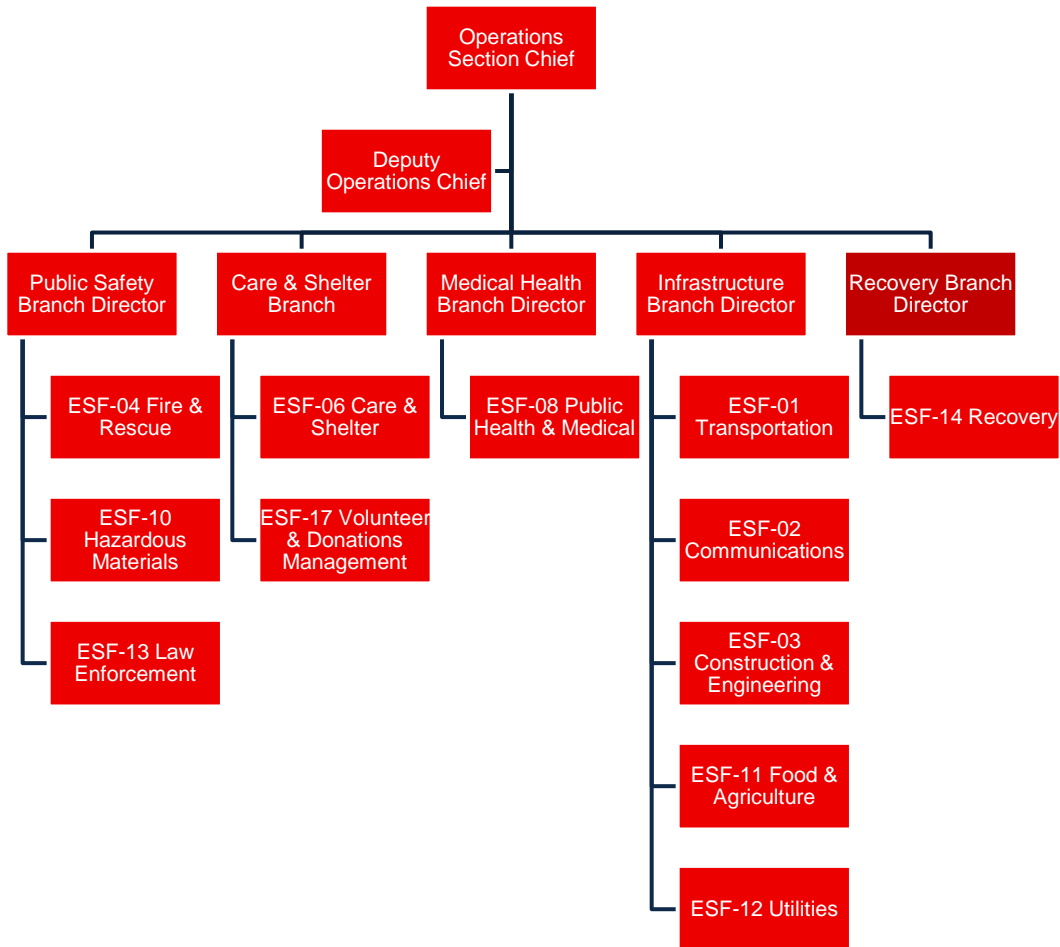 Operations
Section Chief
Deputy
Operations Chief
Public Safety
Branch Director
Care & Shelter
Branch
Medical Health
Branch Director
Infrastructure
Branch Director
Recovery Branch
Director
ESF-04 Fire &
Rescue
ESF-10
Hazardous
Materials
ESF-13 Law
Enforcement
ESF-06 Care &
Shelter
ESF-17 Volunteer
& Donations
Management
ESF-08 Public
Health & Medical
ESF-01
Transportation
ESF-02
Communications
ESF-03
Construction &
Engineering
ESF-11 Food &
Agriculture
ESF-12 Utilities
ESF-14 Recovery